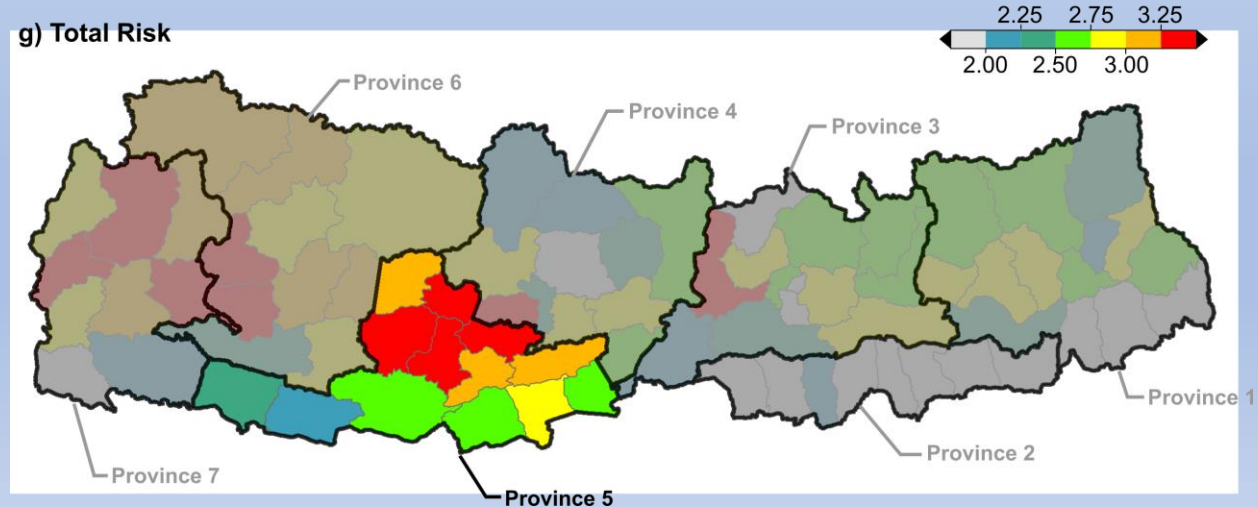 2.25 2.75 3.25
g) Total Risk
2.00 2.50 3.00
Province 6
Province 4
Province 3
Province 1
Province 2
Province 7
Province 5